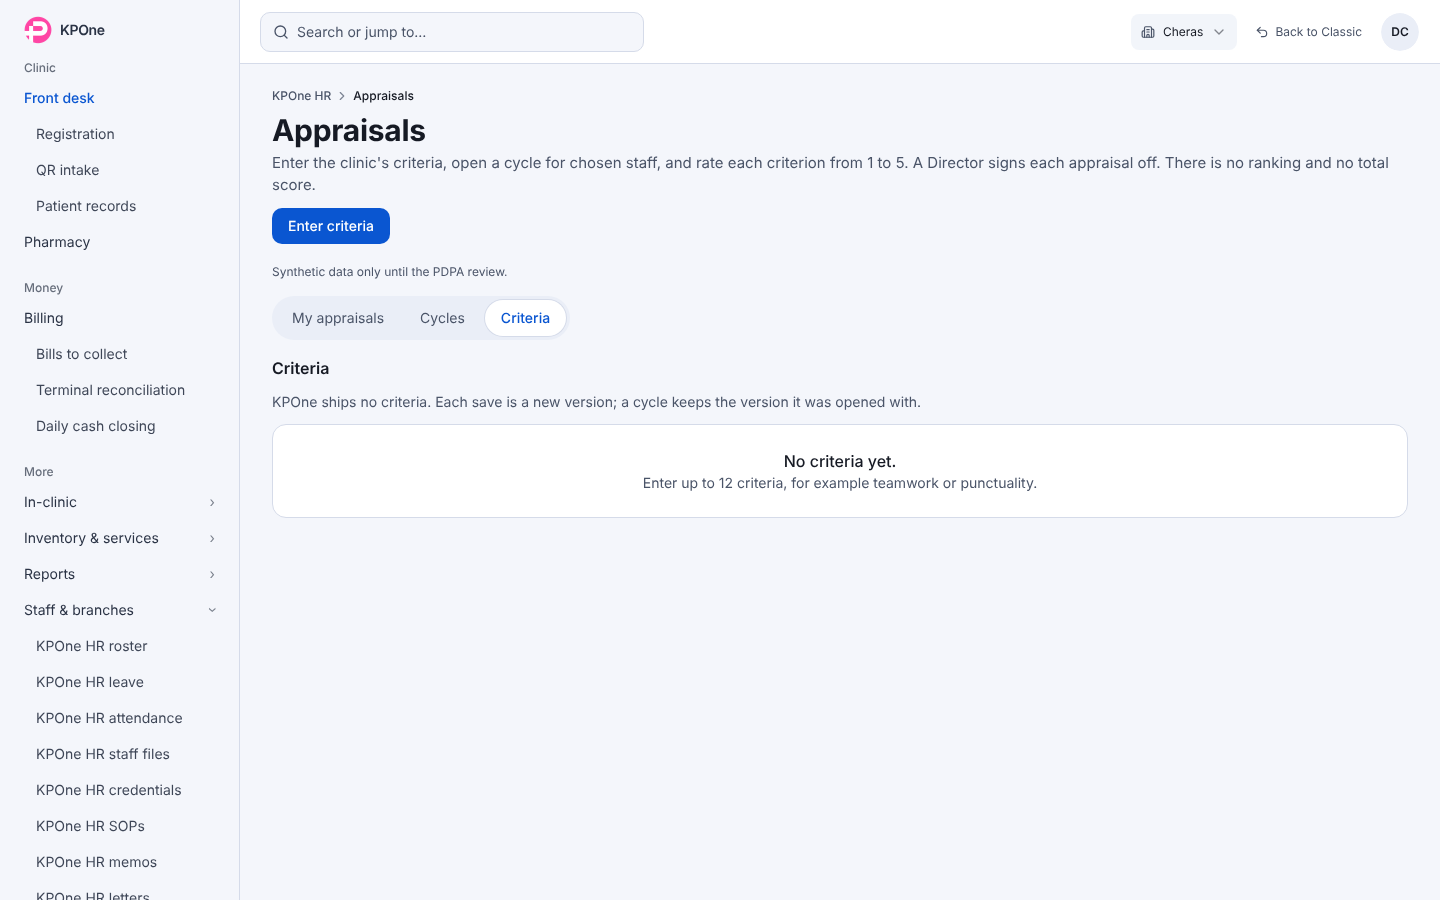 KPOne
Clinic
Front desk
Registration
QR intake
Patient records
Pharmacy
Money
Billing
Bills to collect
Terminal reconciliation
Daily cash closing
More
In-clinic
Inventory & services
Reports
Staff & branches
KPOne HR roster
KPOne HR leave
KPOne HR attendance
KPOne HR staff files
KPOne HR credentials
KPOne HR SOPs
KPOne HR memos
KPOne HR letters
Search or jump to...
Cheras
Back to Classic
DC
KPOne HR > Appraisals
Appraisals
Enter the clinic's criteria, open a cycle for chosen staff, and rate each criterion from 1 to 5. A Director signs each appraisal off. There is no ranking and no total
score.
Enter criteria
Synthetic data only until the PDPA review.
My appraisals
Cycles
Criteria
Criteria
KPOne ships no criteria. Each save is a new version; a cycle keeps the version it was opened with.
No criteria yet.
Enter up to 12 criteria, for example teamwork or punctuality.